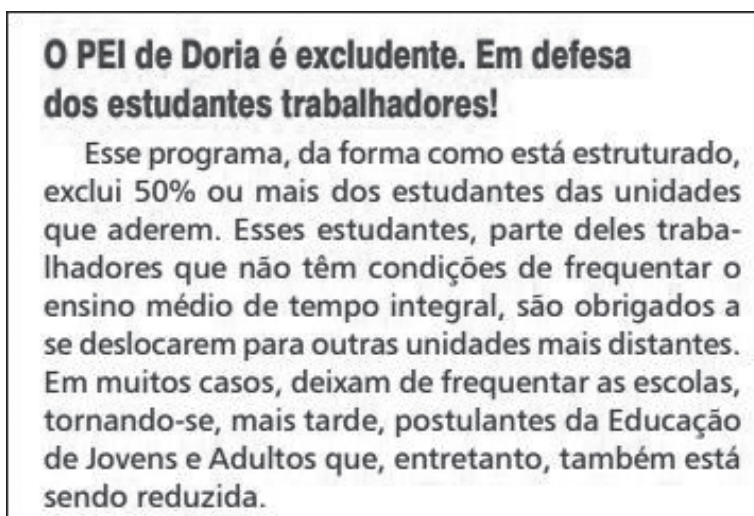 O PEI de Doria é excludente. Em defesa
dos estudantes trabalhadores!
Esse programa, da forma como está estruturado,
exclui 50% ou mais dos estudantes das unidades
que aderem. Esses estudantes, parte deles traba-
lhadores que não têm condições de frequentar o
ensino médio de tempo integral, são obrigados a
se deslocarem para outras unidades mais distantes.
Em muitos casos, deixam de frequentar as escolas,
tornando-se, mais tarde, postulantes da Educação
de Jovens e Adultos que, entretanto, também está
sendo reduzida.